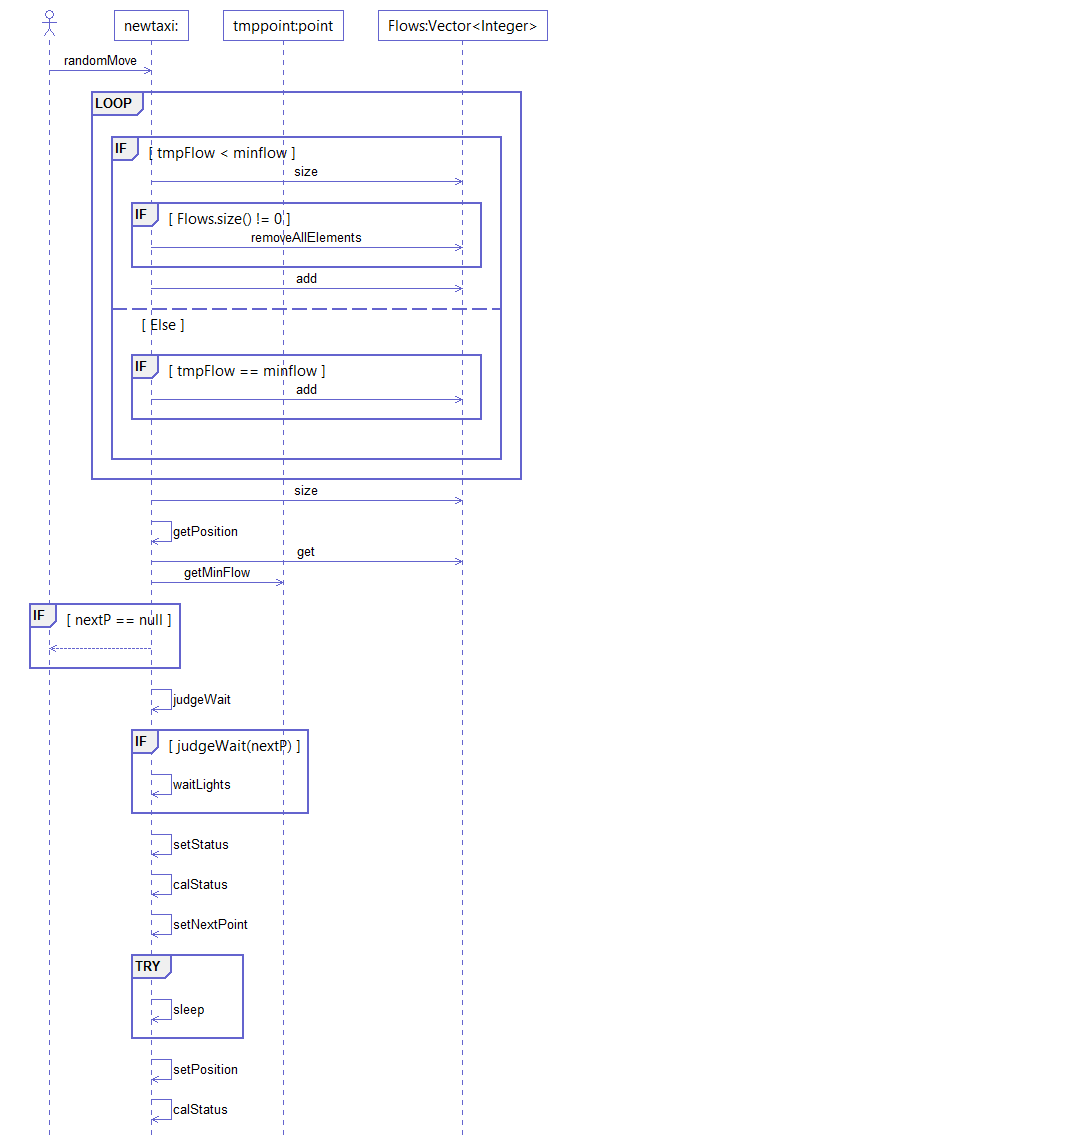 newtaxi:
tmppoint:point
Flows:Vector<Integer>
randomMove
LOOP
IF
[ tmpFlow < minflow ]
size
IF
[ Flows.size() != 0 ]
removeAllElements
add
[ Else ]
IF
[ tmpFlow == minflow ]
add
size
getPosition
get
getMinFlow
IF
[ nextP == null ]
judgeWait
IF
[ judgeWait(nextP) ]
waitLights
setStatus
calStatus
setNextPoint
TRY
sleep
setPosition
calStatus